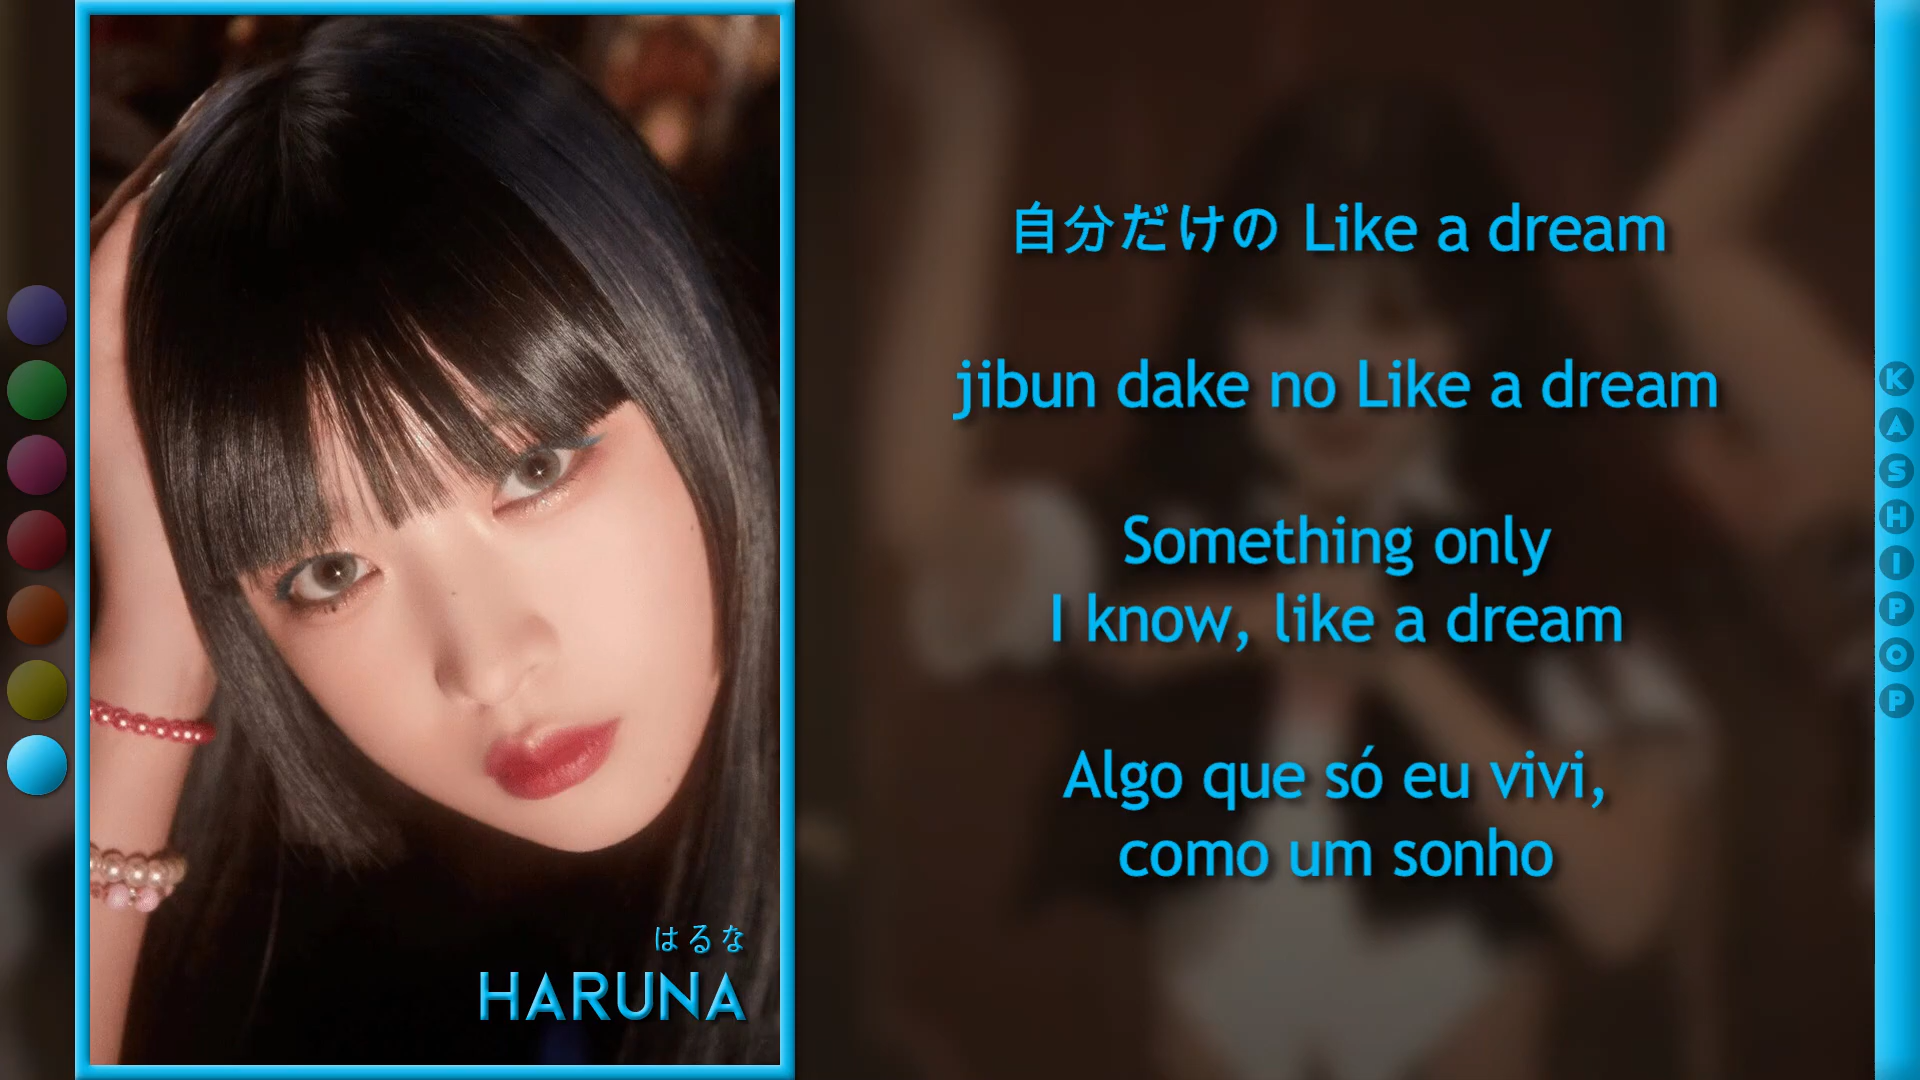 自分だけの Like a dream
jibun dake no Like a dream
Something only
I know, like a dream
Algo que só eu vivi,
como um sonho
はるな
HARUNA
KASHIPOP